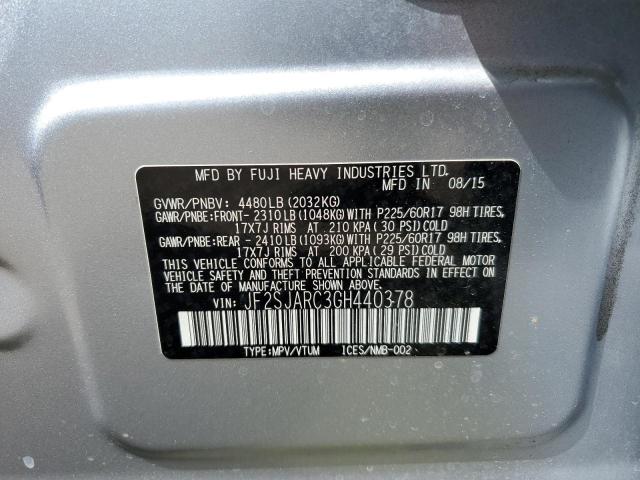 MFD BY FUJI HEAVY INDUSTRIES LTD.
MFD IN 08/15
GVWR/PNBV: 4480LB(2032KG)
GAWR/PNBE:FRONT- 2310LB(1048KG)WITH P225/60R17 98H TIRES,
17X7J RIMS AT 210 KPA(30 PSI)COLD
GAWR/PNBE:REAR -2410LB(1093KG)WITH P225/60R17 98H TIRES,
17X7J RIMS AT 200 KPA(29 PSI)COLD
THIS VEHICLE CONFORMS TO ALL APPLICABLE FEDERAL MOTOR
VEHICLE SAFETY AND BUMPER STANDARDS IN EFFECT ON
THE DATE OF MANUFACTURE SHOWN ABOVE.
VIN: JF2SJARC3GH440378
TYPE:MPV/VTUM ICES/NMB-002